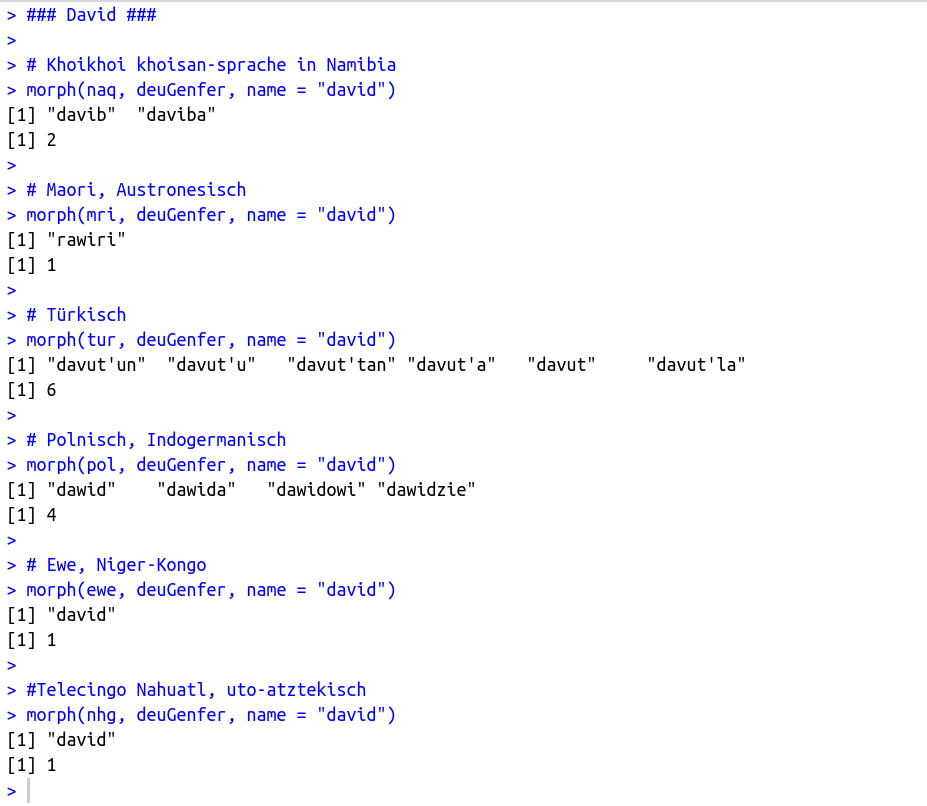 > ### David ###
>
> # Khoikhoi khoisan-sprache in Namibia
> morph(naq, deuGenfer, name = "david")
[1] "davib"  "daviba"
[1] 2
>
> # Maori, Austronesisch
> morph(mri, deuGenfer, name = "david")
[1] "rawiri"
[1] 1
>
> # Türkisch
> morph(tur, deuGenfer, name = "david")
[1] "davut'un"  "davut'u"   "davut'tan" "davut'a"   "davut"     "davut'la"
[1] 6
>
> # Polnisch, Indogermanisch
> morph(pol, deuGenfer, name = "david")
[1] "dawid"    "dawida"   "dawidowi" "dawidzie"
[1] 4
>
> # Ewe, Niger-Kongo
> morph(ewe, deuGenfer, name = "david")
[1] "david"
[1] 1
>
> #Telecingo Nahuatl, uto-atztekisch
> morph(nhg, deuGenfer, name = "david")
[1] "david"
[1] 1
>